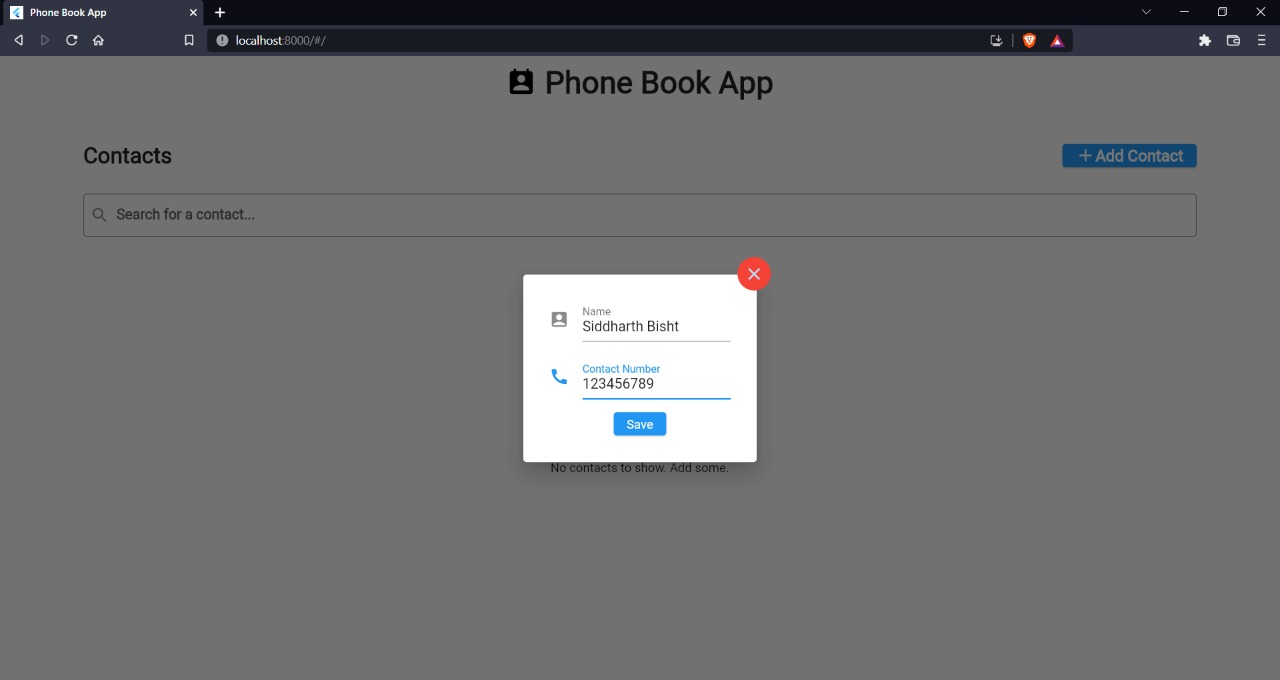 Phone Book App
localhost:8000/#/
Phone Book App
Contacts
+ Add Contact
Search for a contact...
Name
Siddharth Bisht
Contact Number
123456789
Save
No contacts to show. Add some.